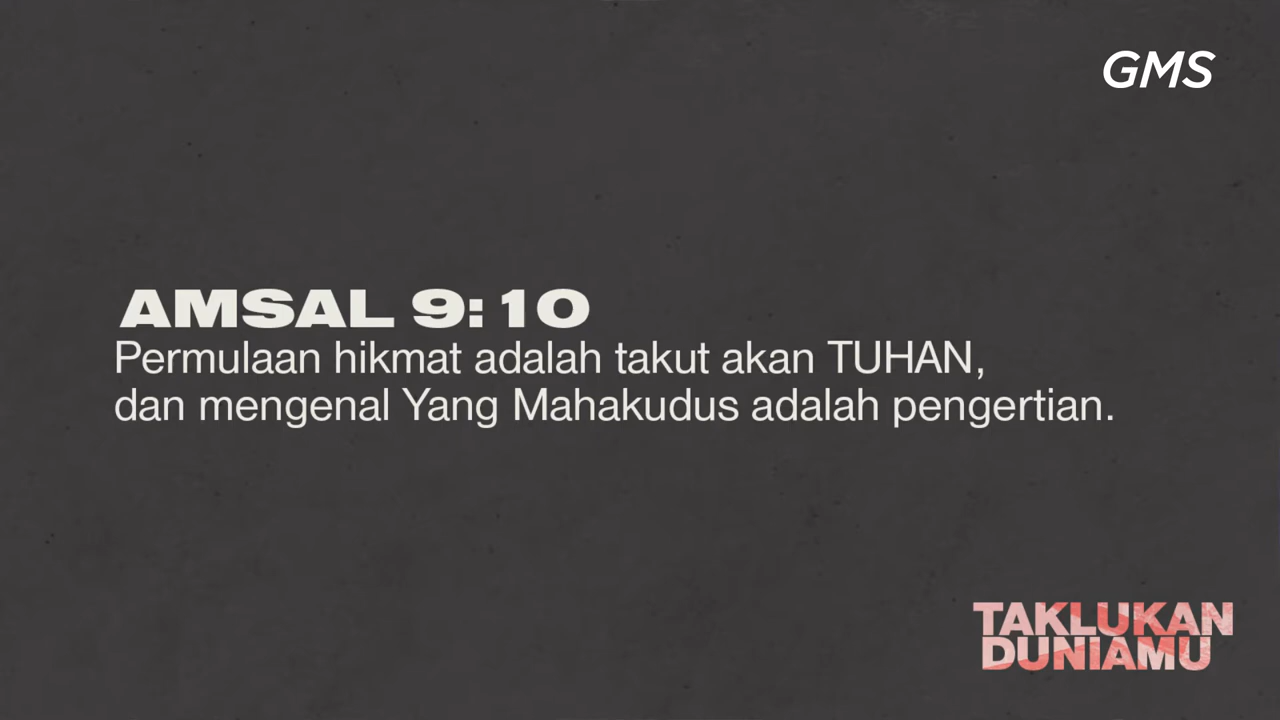 GMS
AMSAL 9:10
Permulaan hikmat adalah takut akan TUHAN,
dan mengenal Yang Mahakudus adalah pengertian.
TAKLUKAN
DUNIAMU